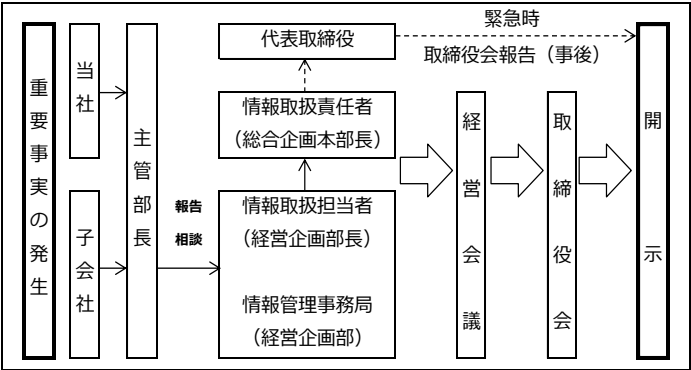 重要事実の発生
当社
子会社
主管部長
報告
相談
代表取締役
情報取扱責任者
（総合企画本部長）
情報取扱担当者
（経営企画部長）
情報管理事務局
（経営企画部）
緊急時
取締役会報告（事後）
経営会議
取締役会
開示